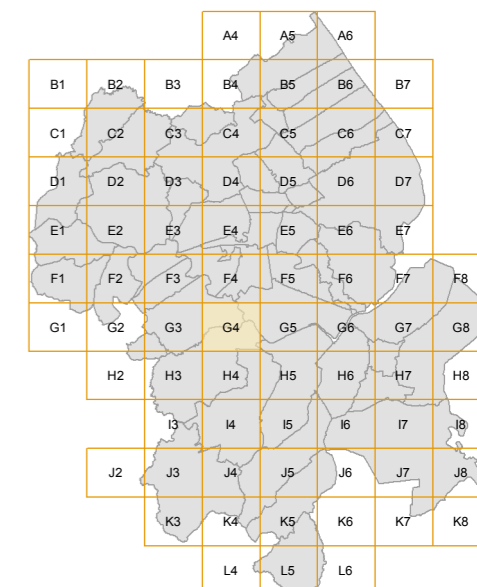 A4 A5 A6
B1 B2 B3 B4 B5 B6 B7
C1 C2 C3 C4 C5 C6 C7
D1 D2 D3 D4 D5 D6 D7
E1 E2 E3 E4 E5 E6 E7
F1 F2 F3 F4 F5 F6 F7 F8
G1 G2 G3 G4 G5 G6 G7 G8
H2 H3 H4 H5 H6 H7 H8
I3 I4 I5 I6 I7 I8
J2 J3 J4 J5 J6 J7 J8
K3 K4 K5 K6 K7 K8
L4 L5 L6